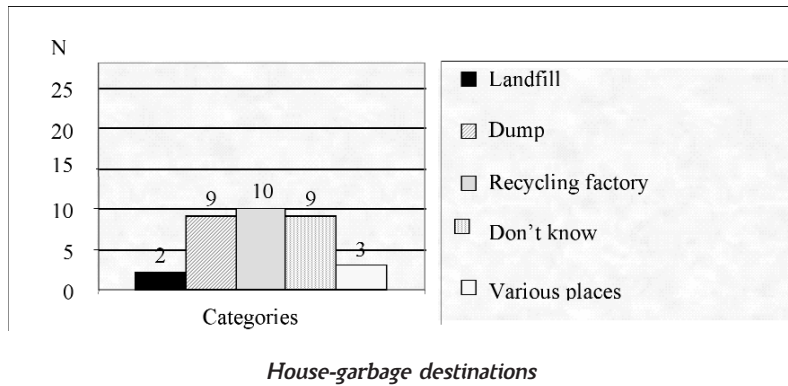 N
25
20
15
10
5
0
2
9
10
9
3
Categories
Landfill
Dump
Recycling factory
Don't know
Various places
House-garbage destinations